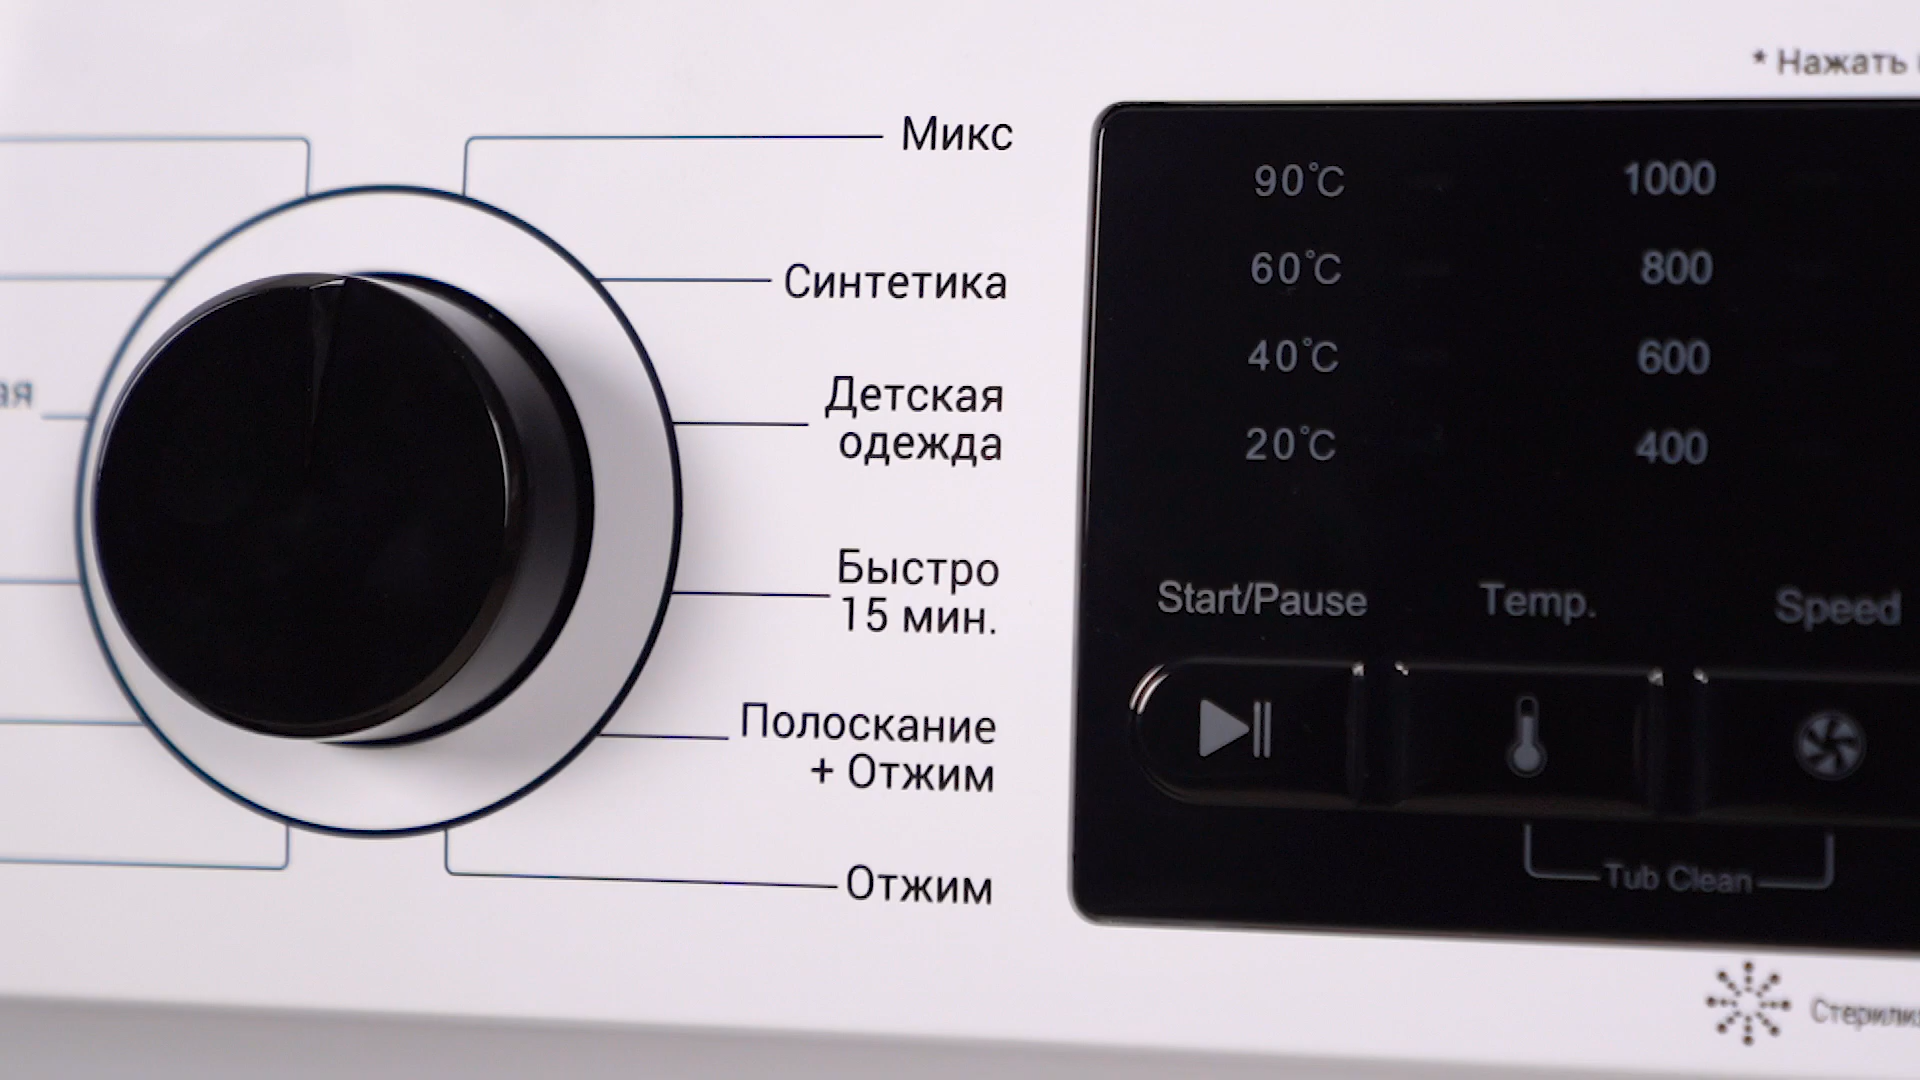 * Нажать
Микс
Синтетика
Детская
одежда
Быстро
15 мин.
Полоскание
+ Отжим
Отжим
90°C 1000
60°C 800
40°C 600
20°C 400
Start/Pause Temp. Speed
Tub Clean